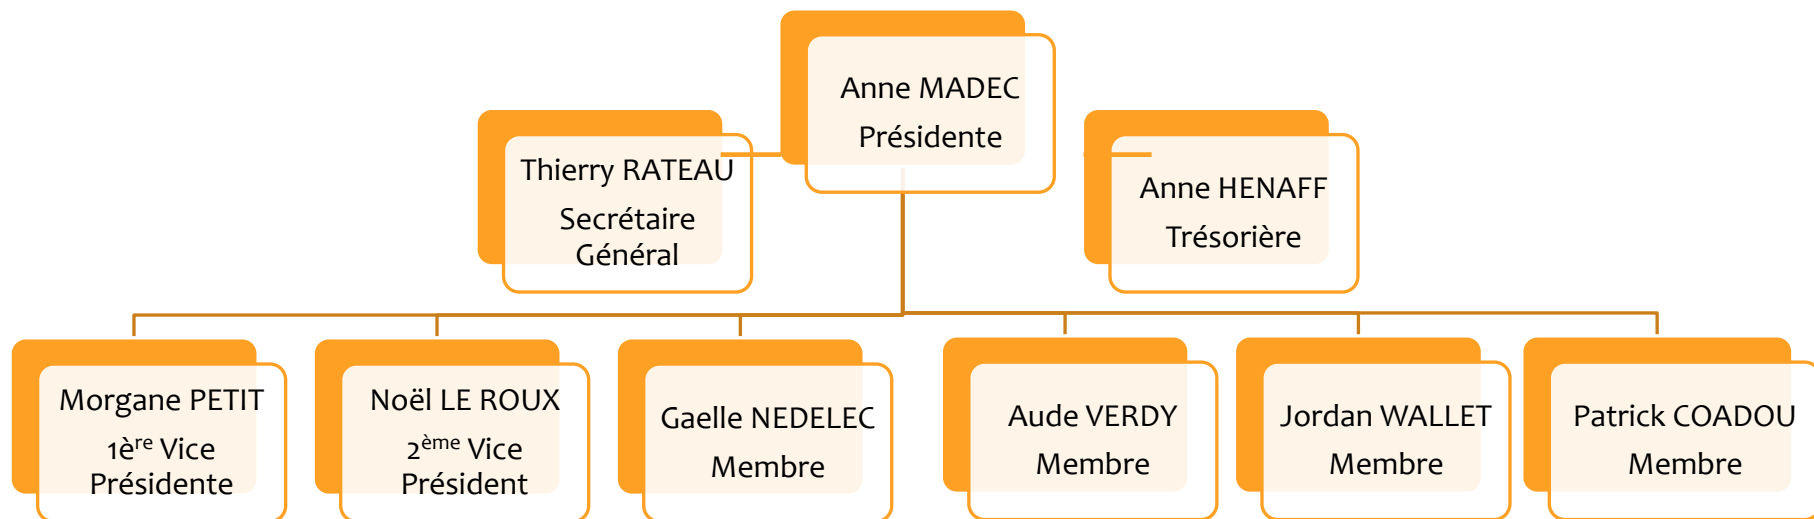 Anne MADEC
Présidente
Thierry RATEAU
Secrétaire
Général
Anne HENAFF
Trésorière
Morgane PETIT
1ère Vice
Présidente
Noël LE ROUX
2ème Vice
Président
Gaelle NEDELEC
Membre
Aude VERDY
Membre
Jordan WALLET
Membre
Patrick COADOU
Membre